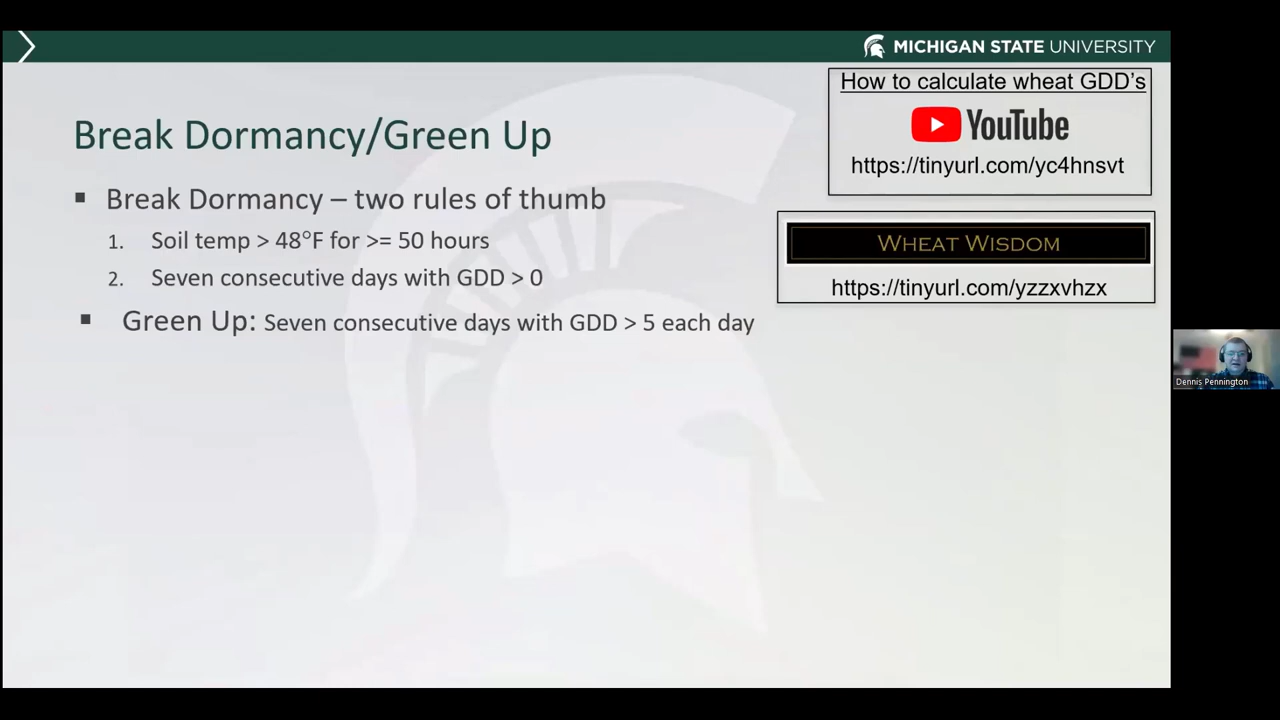 MICHIGAN STATE UNIVERSITY
How to calculate wheat GDD's
YouTube
https://tinyurl.com/yc4hnsvt
Break Dormancy/Green Up
▪ Break Dormancy – two rules of thumb
1. Soil temp > 48°F for >= 50 hours
2. Seven consecutive days with GDD > 0
▪ Green Up: Seven consecutive days with GDD > 5 each day
WHEAT WISDOM
https://tinyurl.com/yzzxvhzx
Dennis Pennington